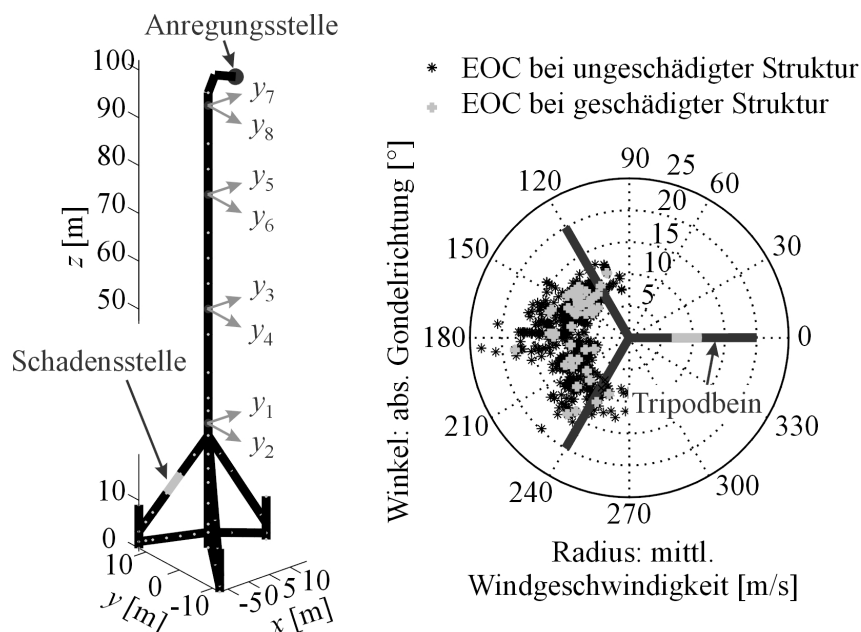 Anregungsstelle
100
90
80
70
60
50
10
0
z [m]
y7
y8
y5
y6
y3
y4
y1
y2
Schadensstelle
10
0
-10
y [m]
-50
5
10
x [m]
EOC bei ungeschädigter Struktur
EOC bei geschädigter Struktur
Winkel: abs. Gondelrichtung [°]
90
25
60
20
15
10
5
30
0
330
300
270
240
210
180
150
120
Tripodbein
Radius: mittl.
Windgeschwindigkeit [m/s]